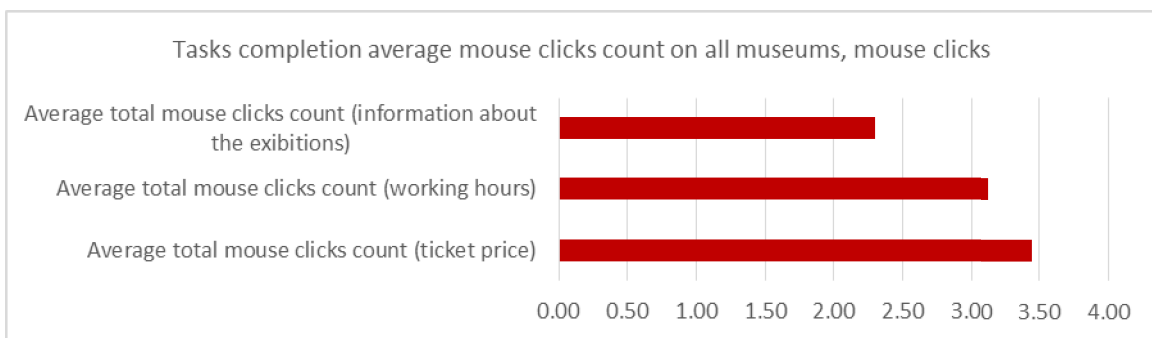 Tasks completion average mouse clicks count on all museums, mouse clicks
Average total mouse clicks count (information about
the exibitions)
Average total mouse clicks count (working hours)
Average total mouse clicks count (ticket price)
0.00 0.50 1.00 1.50 2.00 2.50 3.00 3.50 4.00